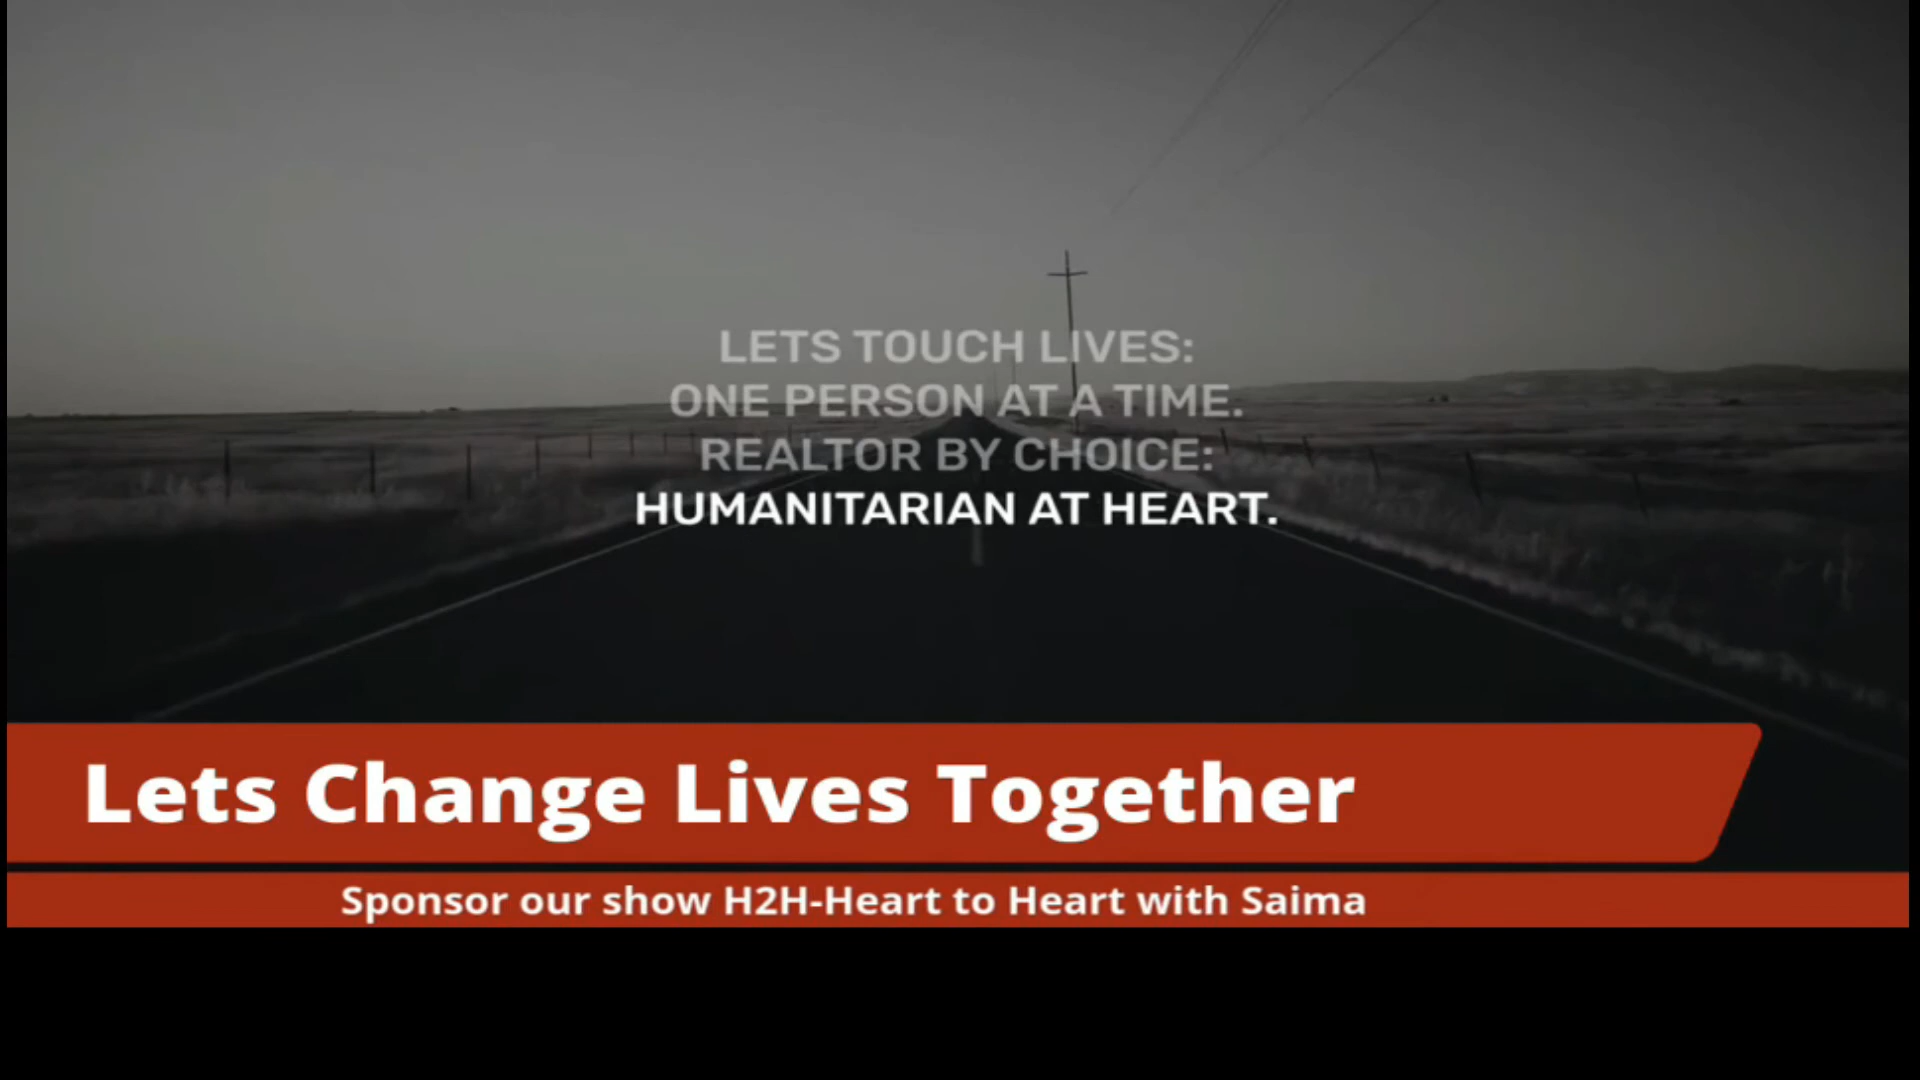 LETS TOUCH LIVES:
ONE PERSON AT A TIME.
REALTOR BY CHOICE:
HUMANITARIAN AT HEART.
Lets Change Lives Together
Sponsor our show H2H-Heart to Heart with Saima